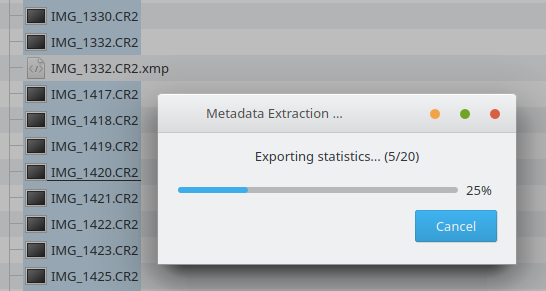 IMG_1330.CR2
IMG_1332.CR2
IMG_1332.CR2.xmp
IMG_1417.CR2
IMG_1418.CR2
IMG_1419.CR2
IMG_1420.CR2
IMG_1421.CR2
IMG_1422.CR2
IMG_1423.CR2
IMG_1425.CR2
Metadata Extraction ...
Exporting statistics... (5/20)
25%
Cancel